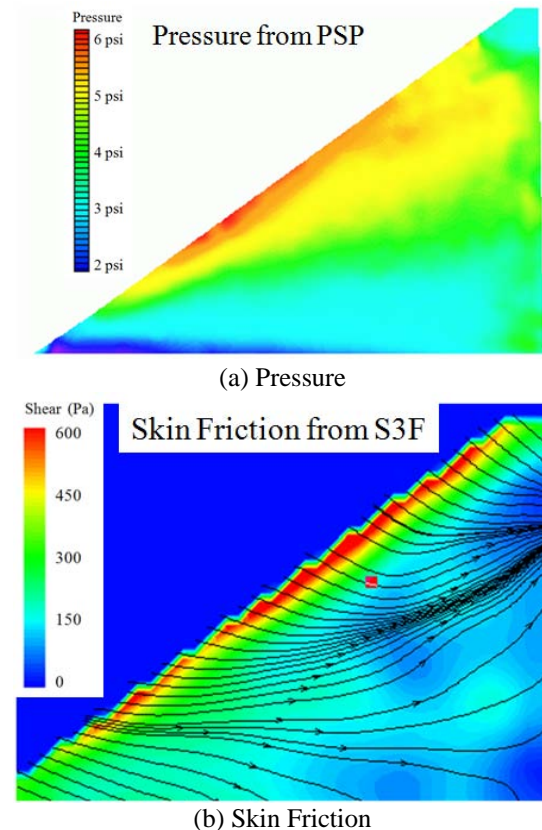 Pressure
6 psi
5 psi
4 psi
3 psi
2 psi
Pressure from PSP
(a) Pressure
Shear (Pa)
600
450
300
150
0
Skin Friction from S3F
(b) Skin Friction